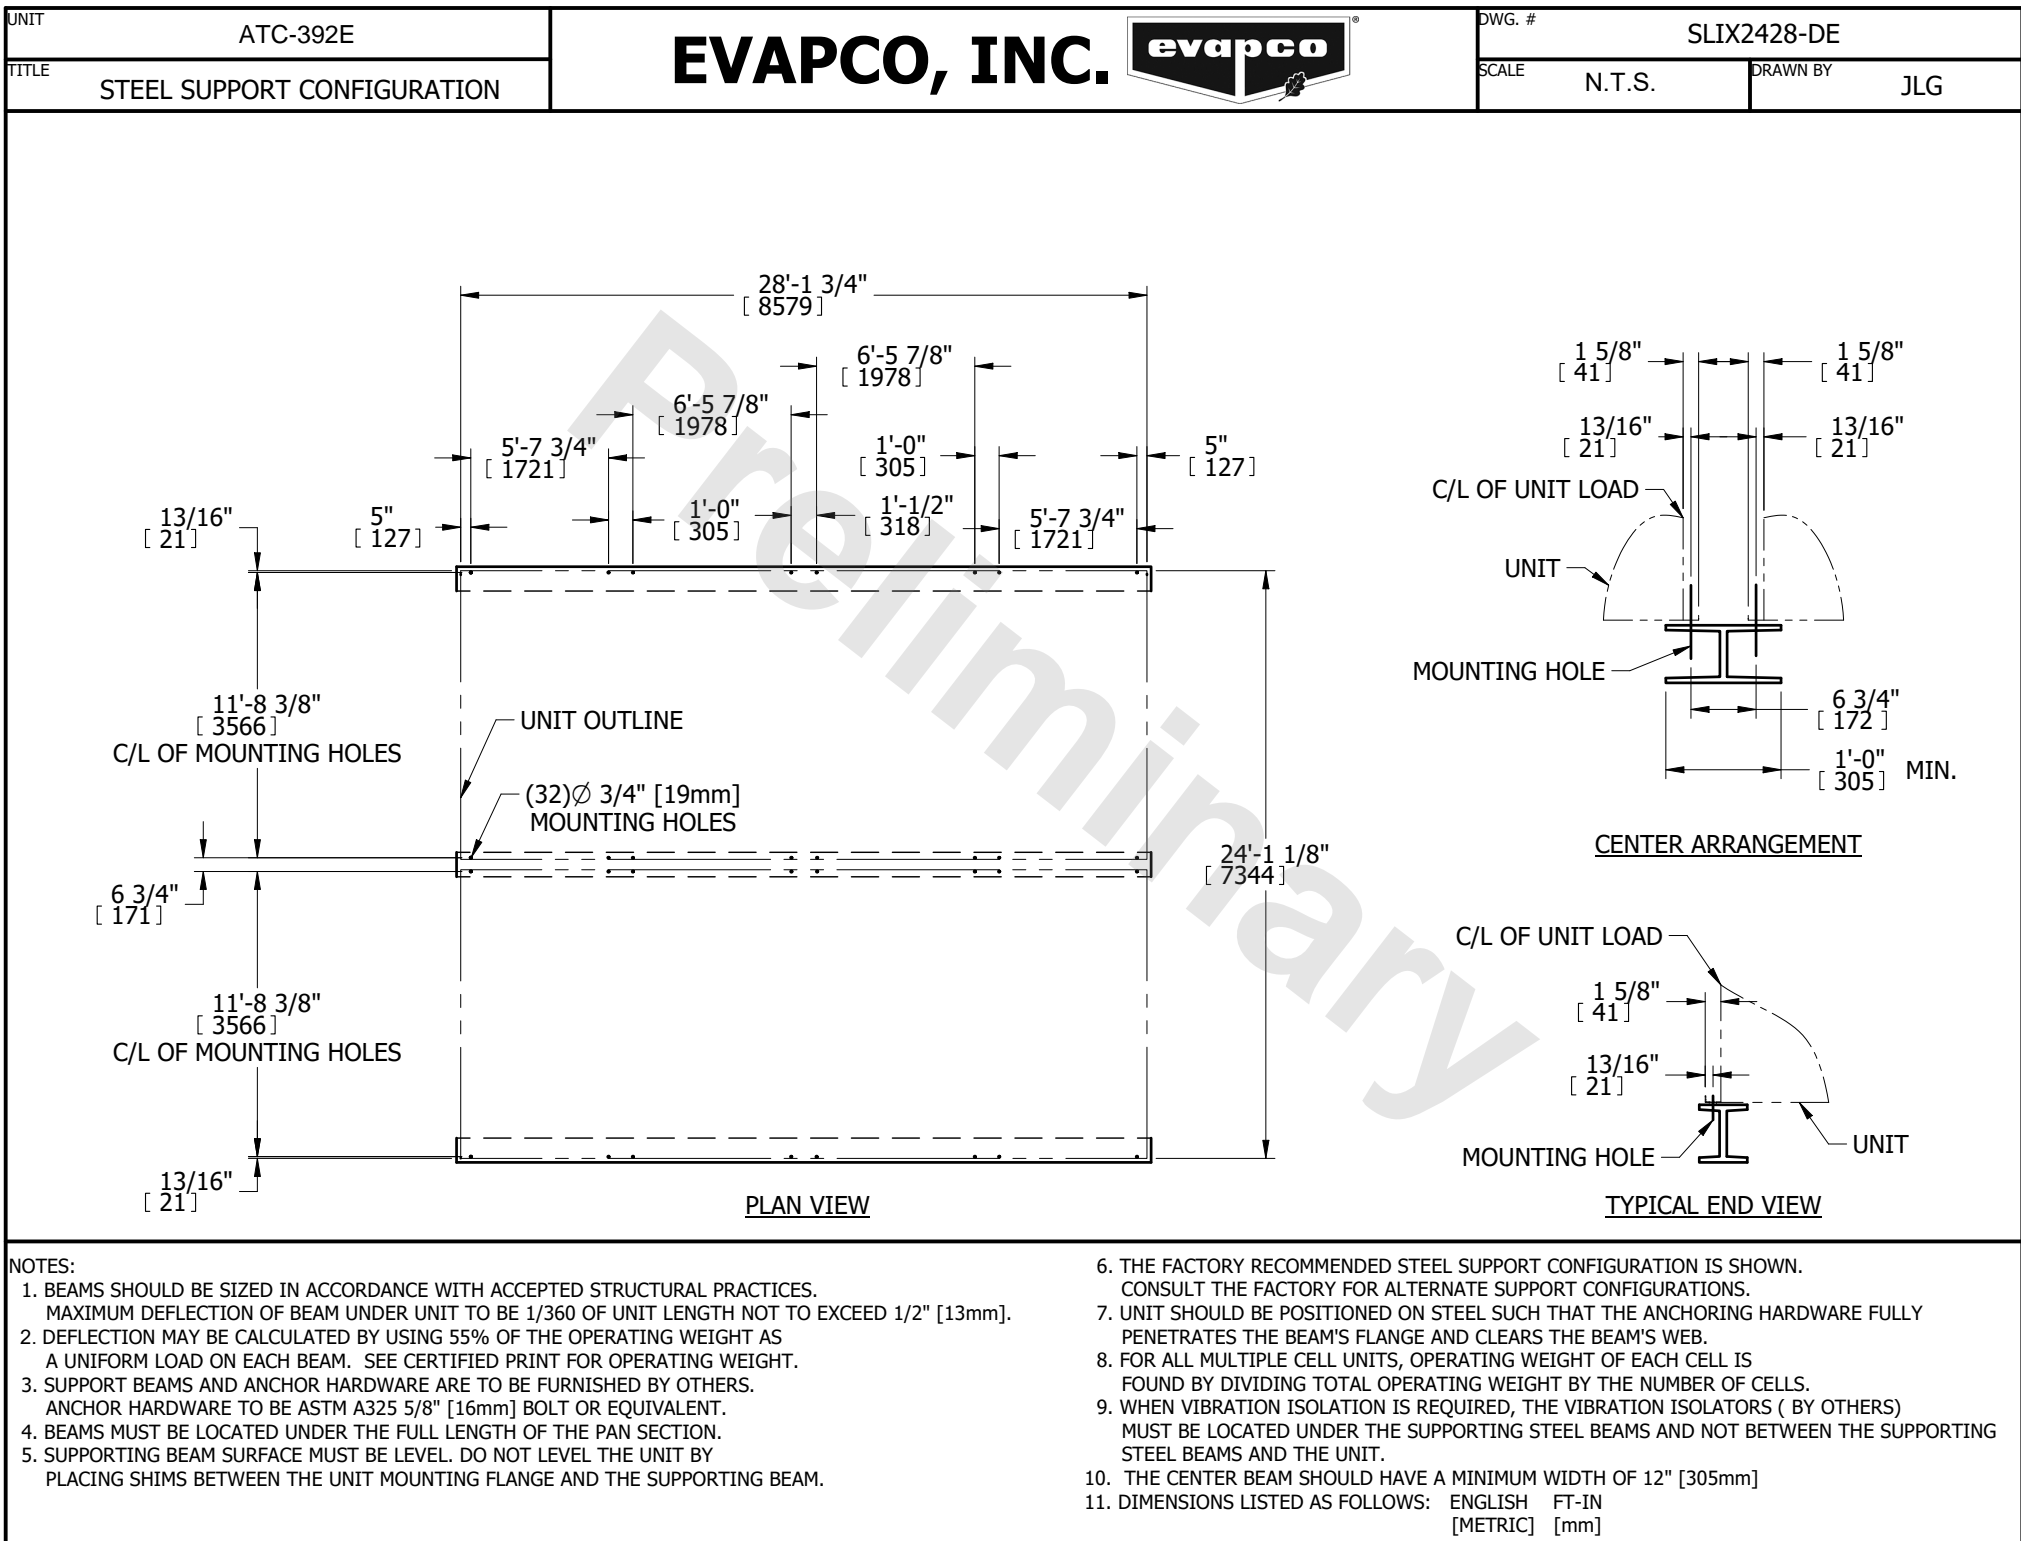 UNIT
ATC-392E
TITLE
STEEL SUPPORT CONFIGURATION
EVAPCO, INC.
evapco
®
DWG. #
SLIX2428-DE
SCALE
N.T.S.
DRAWN BY
JLG
Preliminary
28'-1 3/4"
[ 8579 ]
6'-5 7/8"
[ 1978 ]
6'-5 7/8"
[ 1978 ]
5'-7 3/4"
[ 1721 ]
1'-0"
[ 305 ]
5"
[ 127 ]
13/16"
[ 21 ]
5"
[ 127 ]
1'-0"
[ 305 ]
1'-1/2"
[ 318 ]
5'-7 3/4"
[ 1721 ]
11'-8 3/8"
[ 3566 ]
C/L OF MOUNTING HOLES
UNIT OUTLINE
(32)Ø 3/4" [19mm]
MOUNTING HOLES
24'-1 1/8"
[ 7344 ]
6 3/4"
[ 171 ]
11'-8 3/8"
[ 3566 ]
C/L OF MOUNTING HOLES
13/16"
[ 21 ]
PLAN VIEW
1 5/8"
[ 41 ]
1 5/8"
[ 41 ]
13/16"
[ 21 ]
13/16"
[ 21 ]
C/L OF UNIT LOAD
UNIT
MOUNTING HOLE
6 3/4"
[ 172 ]
1'-0"
[ 305 ]
MIN.
CENTER ARRANGEMENT
C/L OF UNIT LOAD
1 5/8"
[ 41 ]
13/16"
[ 21 ]
MOUNTING HOLE
UNIT
TYPICAL END VIEW
NOTES:
1. BEAMS SHOULD BE SIZED IN ACCORDANCE WITH ACCEPTED STRUCTURAL PRACTICES.
MAXIMUM DEFLECTION OF BEAM UNDER UNIT TO BE 1/360 OF UNIT LENGTH NOT TO EXCEED 1/2" [13mm].
2. DEFLECTION MAY BE CALCULATED BY USING 55% OF THE OPERATING WEIGHT AS
A UNIFORM LOAD ON EACH BEAM. SEE CERTIFIED PRINT FOR OPERATING WEIGHT.
3. SUPPORT BEAMS AND ANCHOR HARDWARE ARE TO BE FURNISHED BY OTHERS.
ANCHOR HARDWARE TO BE ASTM A325 5/8" [16mm] BOLT OR EQUIVALENT.
4. BEAMS MUST BE LOCATED UNDER THE FULL LENGTH OF THE PAN SECTION.
5. SUPPORTING BEAM SURFACE MUST BE LEVEL. DO NOT LEVEL THE UNIT BY
PLACING SHIMS BETWEEN THE UNIT MOUNTING FLANGE AND THE SUPPORTING BEAM.
6. THE FACTORY RECOMMENDED STEEL SUPPORT CONFIGURATION IS SHOWN.
CONSULT THE FACTORY FOR ALTERNATE SUPPORT CONFIGURATIONS.
7. UNIT SHOULD BE POSITIONED ON STEEL SUCH THAT THE ANCHORING HARDWARE FULLY
PENETRATES THE BEAM'S FLANGE AND CLEARS THE BEAM'S WEB.
8. FOR ALL MULTIPLE CELL UNITS, OPERATING WEIGHT OF EACH CELL IS
FOUND BY DIVIDING TOTAL OPERATING WEIGHT BY THE NUMBER OF CELLS.
9. WHEN VIBRATION ISOLATION IS REQUIRED, THE VIBRATION ISOLATORS ( BY OTHERS)
MUST BE LOCATED UNDER THE SUPPORTING STEEL BEAMS AND NOT BETWEEN THE SUPPORTING
STEEL BEAMS AND THE UNIT.
10. THE CENTER BEAM SHOULD HAVE A MINIMUM WIDTH OF 12" [305mm]
11. DIMENSIONS LISTED AS FOLLOWS: ENGLISH FT-IN
[METRIC] [mm]